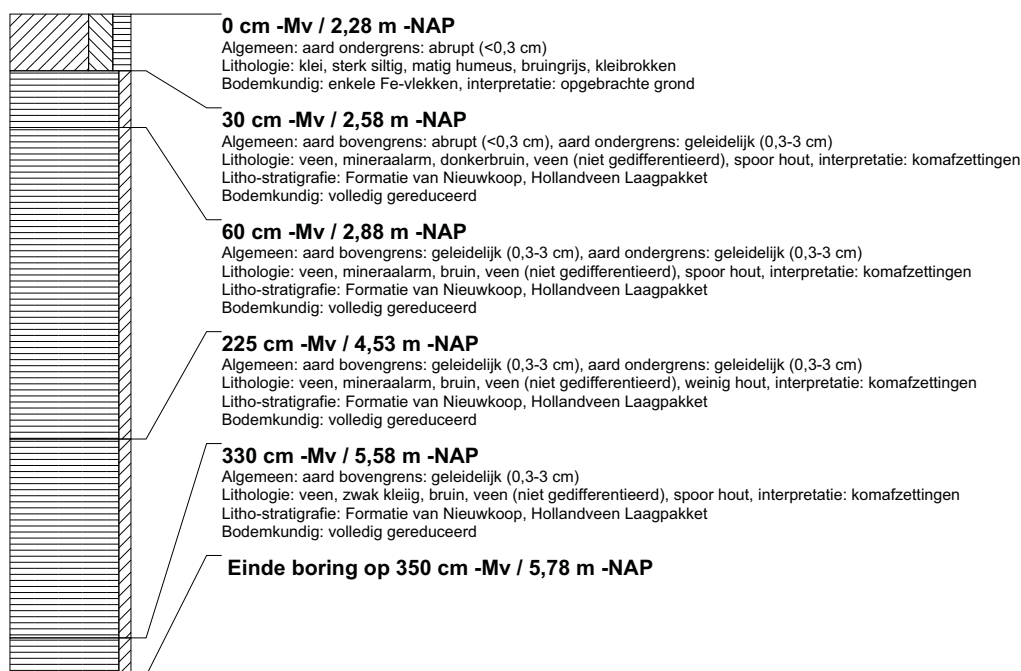 0 cm -Mv / 2,28 m -NAP
Algemeen: aard ondergrens: abrupt (<0,3 cm)
Lithologie: klei, sterk siltig, matig humeus, bruingrijs, kleibrokken
Bodemkundig: enkele Fe-vlekken, interpretatie: opgebrachte grond
30 cm -Mv / 2,58 m -NAP
Algemeen: aard bovengrens: abrupt (<0,3 cm), aard ondergrens: geleidelijk (0,3-3 cm)
Lithologie: veen, mineraalarm, donkerbruin, veen (niet gedifferentieerd), spoor hout, interpretatie: komafzettingen
Litho-stratigrafie: Formatie van Nieuwkoop, Hollandveen Laagpakket
Bodemkundig: volledig gereduceerd
60 cm -Mv / 2,88 m -NAP
Algemeen: aard bovengrens: geleidelijk (0,3-3 cm), aard ondergrens: geleidelijk (0,3-3 cm)
Lithologie: veen, mineraalarm, bruin, veen (niet gedifferentieerd), spoor hout, interpretatie: komafzettingen
Litho-stratigrafie: Formatie van Nieuwkoop, Hollandveen Laagpakket
Bodemkundig: volledig gereduceerd
225 cm -Mv / 4,53 m -NAP
Algemeen: aard bovengrens: geleidelijk (0,3-3 cm), aard ondergrens: geleidelijk (0,3-3 cm)
Lithologie: veen, mineraalarm, bruin, veen (niet gedifferentieerd), weinig hout, interpretatie: komafzettingen
Litho-stratigrafie: Formatie van Nieuwkoop, Hollandveen Laagpakket
Bodemkundig: volledig gereduceerd
330 cm -Mv / 5,58 m -NAP
Algemeen: aard bovengrens: geleidelijk (0,3-3 cm)
Lithologie: veen, zwak kleiig, bruin, veen (niet gedifferentieerd), spoor hout, interpretatie: komafzettingen
Litho-stratigrafie: Formatie van Nieuwkoop, Hollandveen Laagpakket
Bodemkundig: volledig gereduceerd
Einde boring op 350 cm -Mv / 5,78 m -NAP